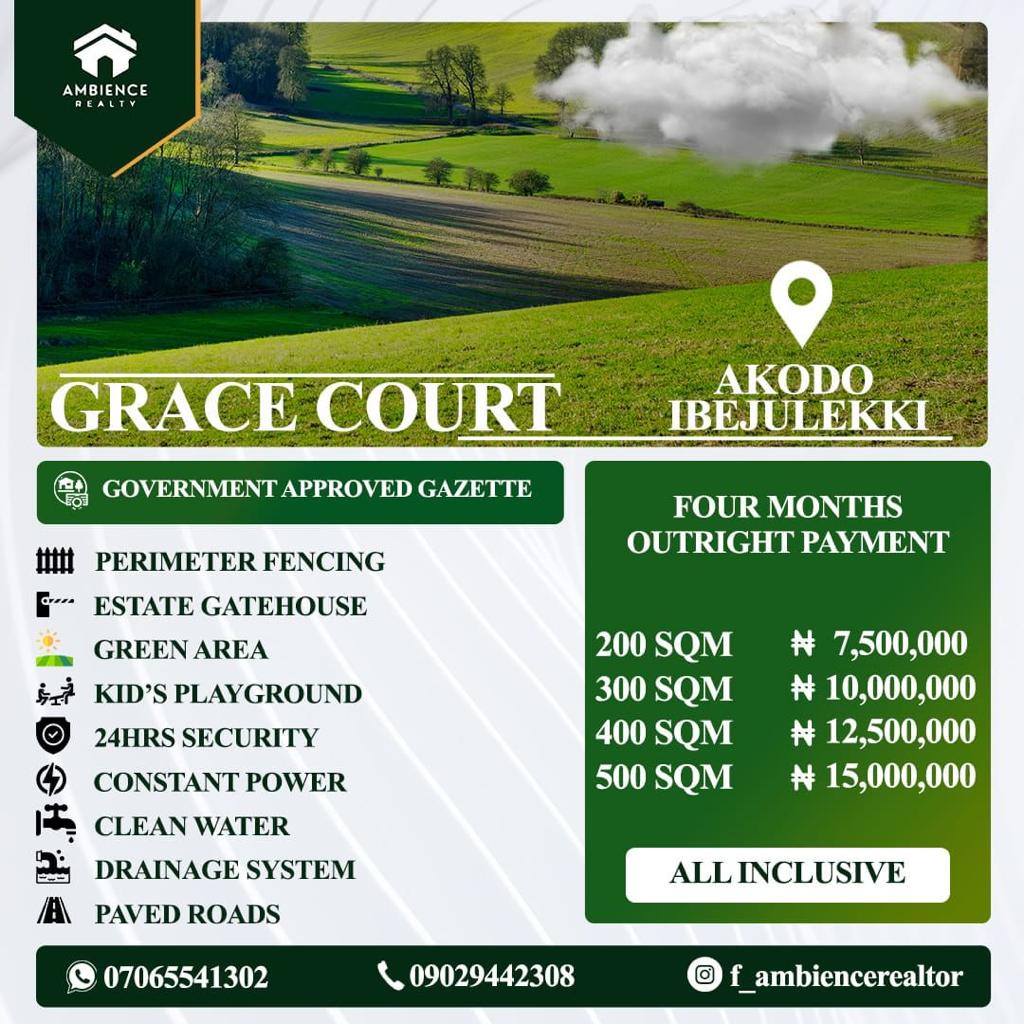 AMBIENCE
REALTY
GRACE COURT
AKODO
IBEJULEKKI
GOVERNMENT APPROVED GAZETTE
PERIMETER FENCING
ESTATE GATEHOUSE
GREEN AREA
KID'S PLAYGROUND
24HRS SECURITY
CONSTANT POWER
CLEAN WATER
DRAINAGE SYSTEM
PAVED ROADS
FOUR MONTHS
OUTRIGHT PAYMENT
200 SQM ₦ 7,500,000
300 SQM ₦ 10,000,000
400 SQM ₦ 12,500,000
500 SQM ₦ 15,000,000
ALL INCLUSIVE
07065541302 09029442308 f_ambiencerealtor